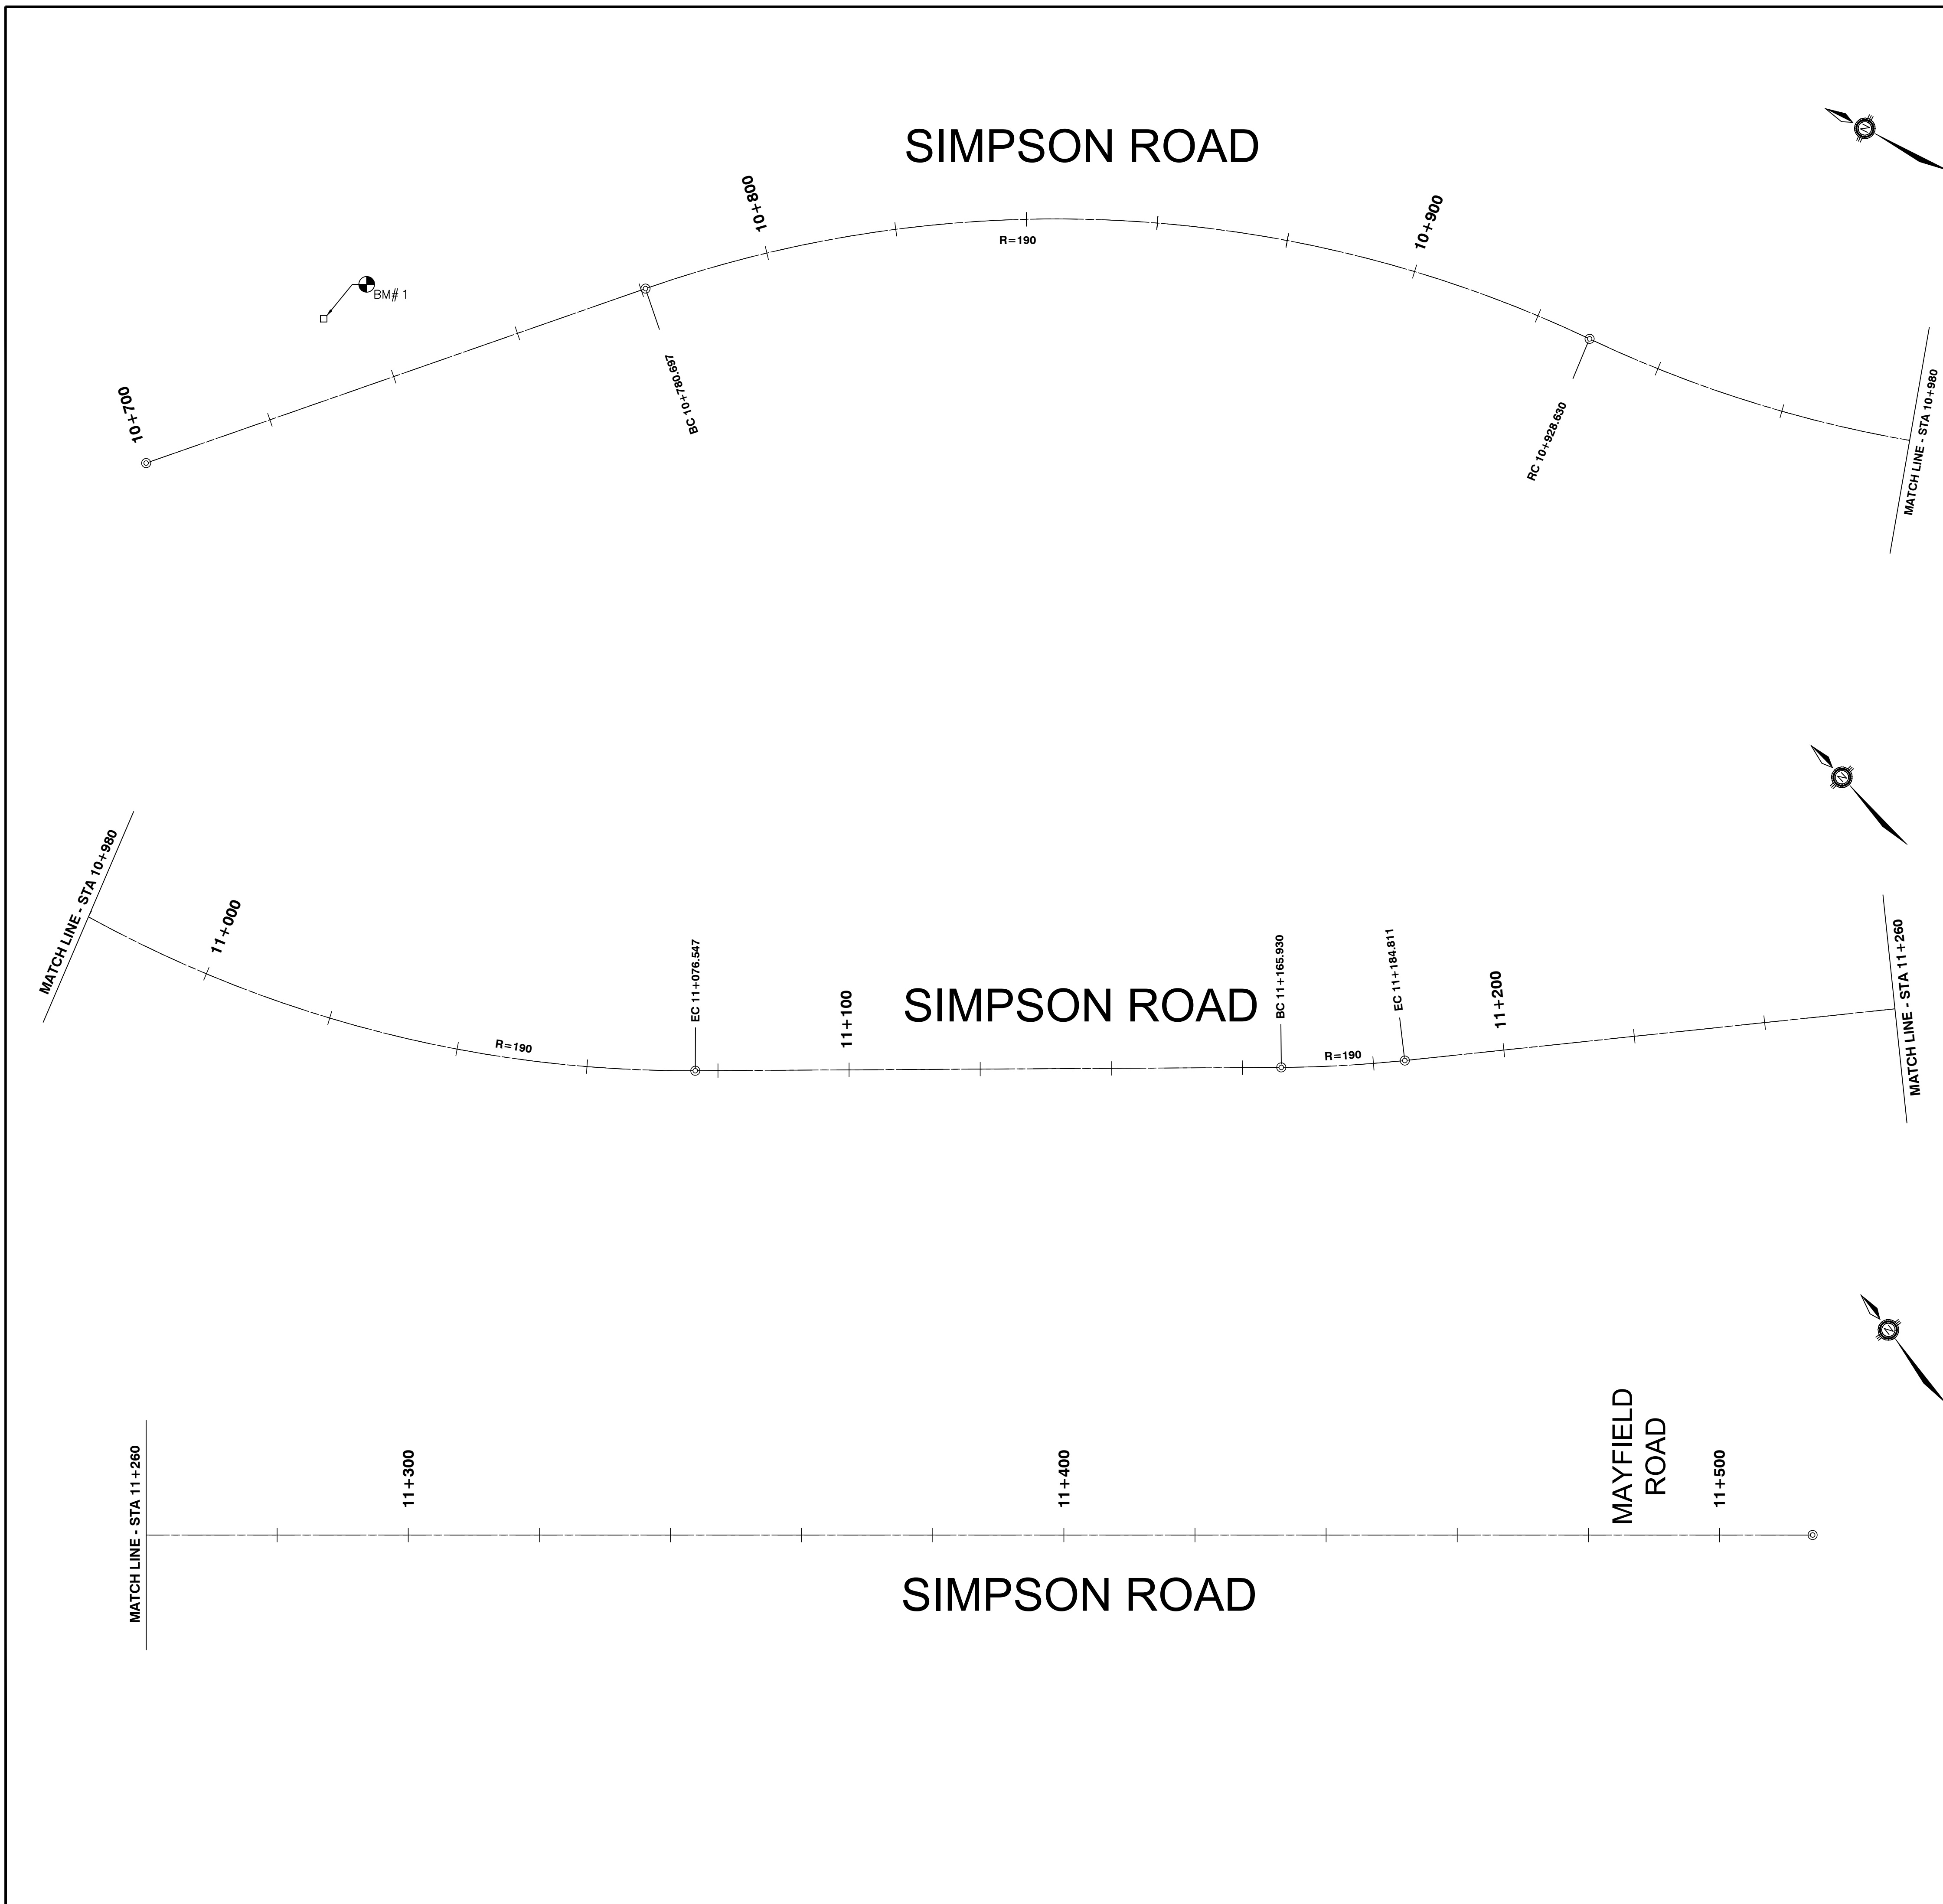 SIMPSON ROAD
N
10+800
10+900
R=190
BM# 1
10+700
BC 10+780.697
RC 10+928.630
MATCH LINE - STA 10+980
N
MATCH LINE - STA 10+980
11+000
R=190
EC 11+076.547
11+100
SIMPSON ROAD
BC 11+165.930
R=190
EC 11+184.811
11+200
MATCH LINE - STA 11+260
N
MATCH LINE - STA 11+260
11+300
11+400
MAYFIELD
ROAD
11+500
SIMPSON ROAD